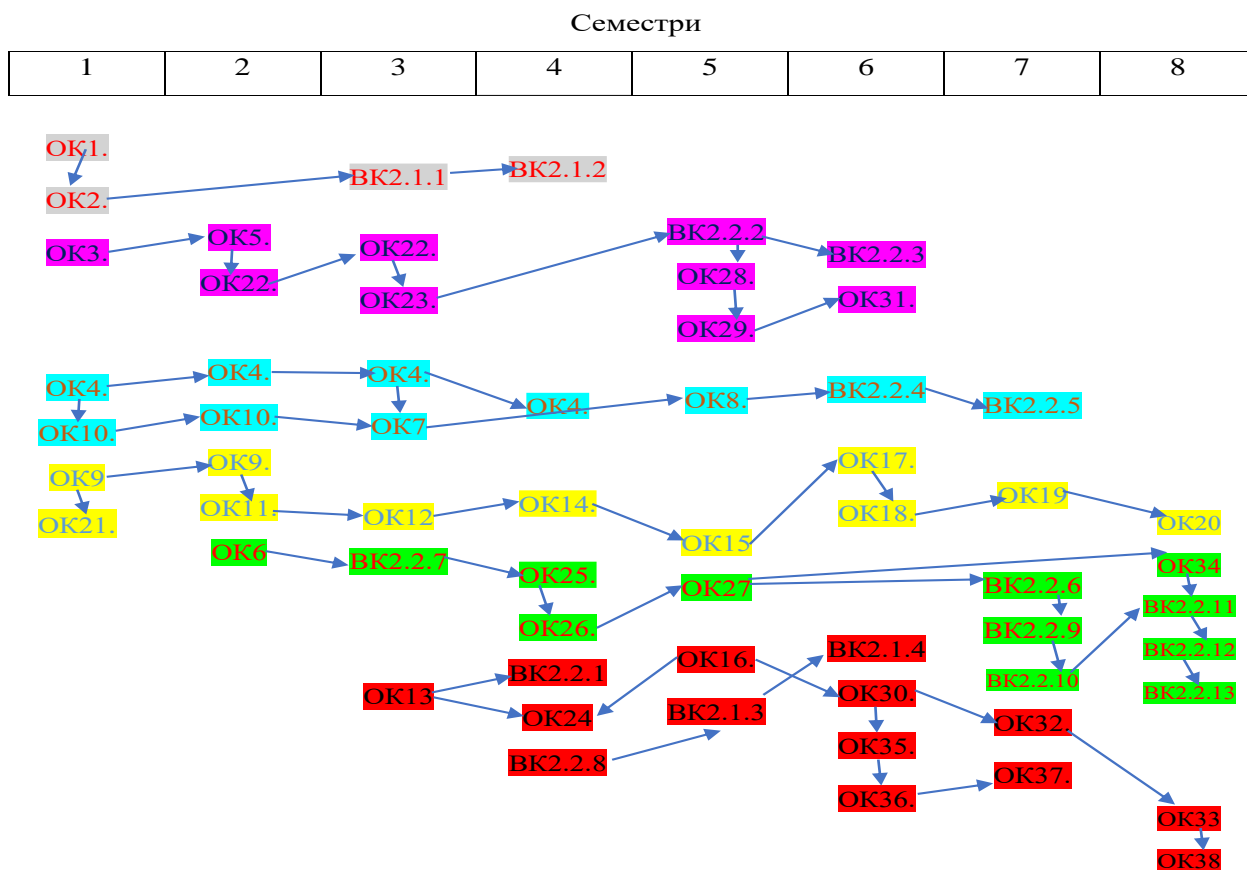 Семестри
1 2 3 4 5 6 7 8
ОК1.
ОК2. ВК2.1.1 ВК2.1.2
ОК3. ОК5. ОК22. ВК2.2.2 ВК2.2.3
ОК22. ОК23. ОК28. ОК31.
ОК29.
ОК4. ОК4. ОК4. ОК4. ОК8. ВК2.2.4 ВК2.2.5
ОК10. ОК10. ОК7
ОК9 ОК9. ОК17.
ОК21. ОК11. ОК12 ОК14. ОК15 ОК18. ОК19 ОК20
ОК6 ВК2.2.7 ОК25. ОК27 ВК2.2.6 ОК34
ОК26. ВК2.2.9 ВК2.2.11
ВК2.2.10 ВК2.2.12
ВК2.2.13
ОК13 ВК2.2.1 ОК16. ВК2.1.4
ОК24 ВК2.1.3 ОК30. ОК32.
ВК2.2.8 ОК35. ОК37.
ОК36. ОК33
ОК38